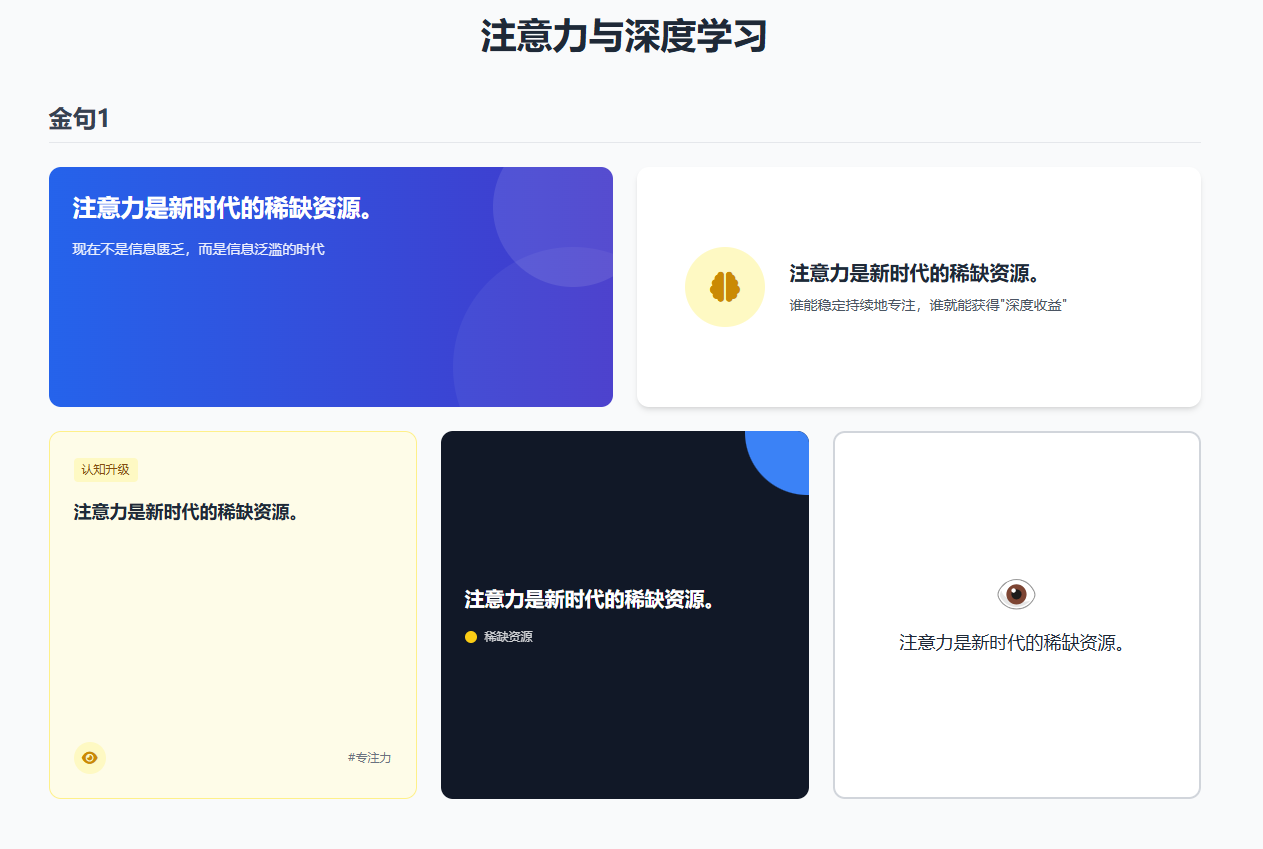 注意力与深度学习
金句1
注意力是新时代的稀缺资源。
现在不是信息匮乏，而是信息泛滥的时代
注意力是新时代的稀缺资源。
谁能稳定持续地专注，谁就能获得"深度收益"
认知升级
注意力是新时代的稀缺资源。
#专注力
注意力是新时代的稀缺资源。
稀缺资源
注意力是新时代的稀缺资源。